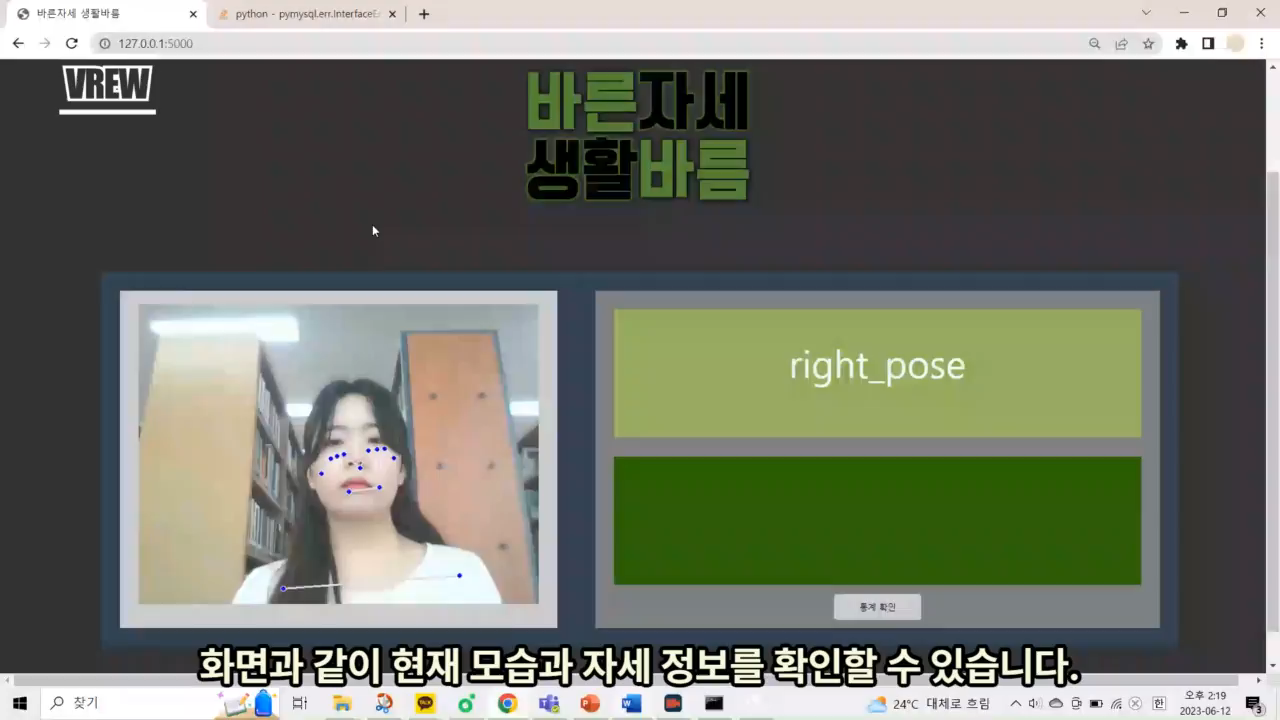 바른자세 생활바름
python - pymysql.err.InterfaceE
127.0.0.1:5000
VREW
바른자세
생활바름
right_pose
통계 확인
화면과 같이 현재 모습과 자세 정보를 확인할 수 있습니다.
찾기
TALK
24°C 대체로 흐림
한
오후 2:19
2023-06-12
3